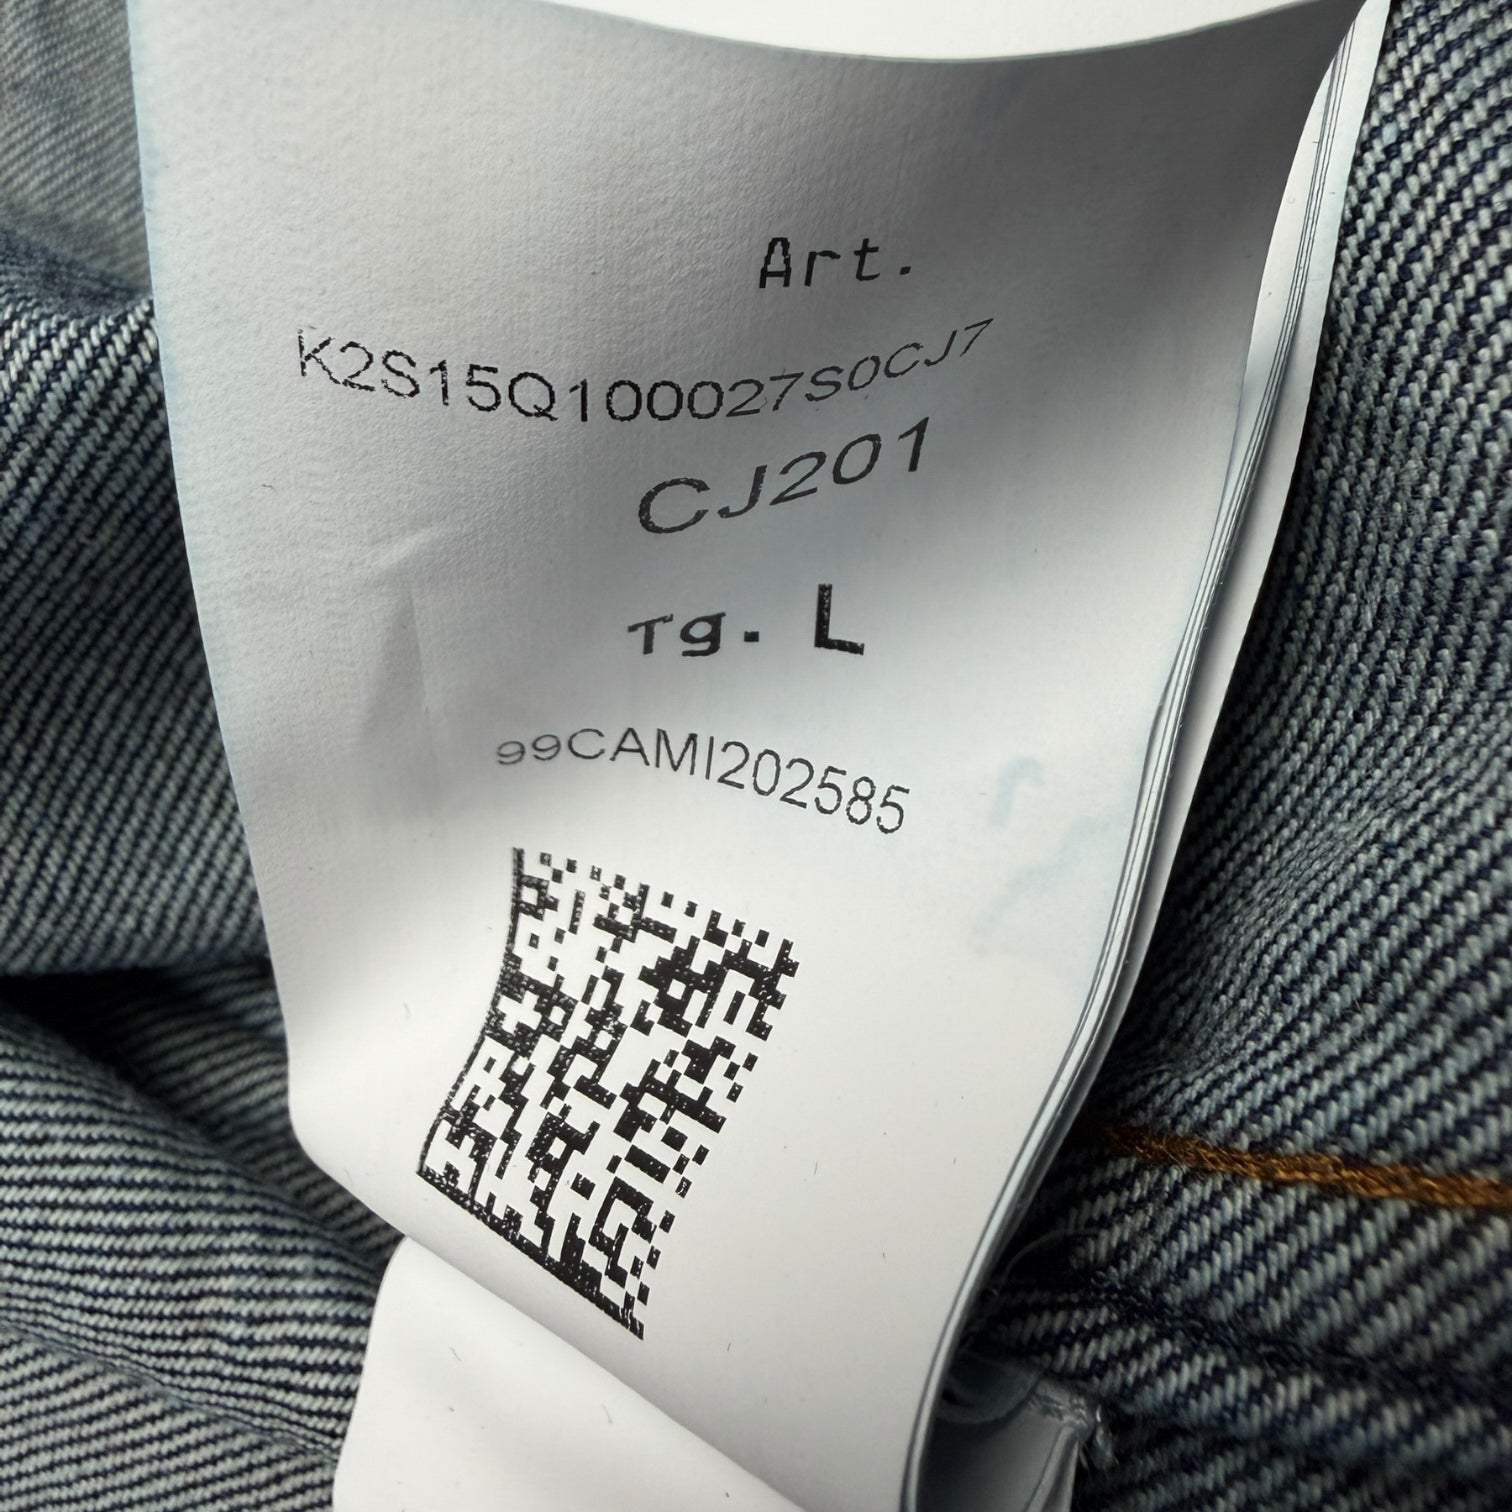 Art.
K2S15Q100027S0CJ7
CJ201
Tg. L
99CAMI202585